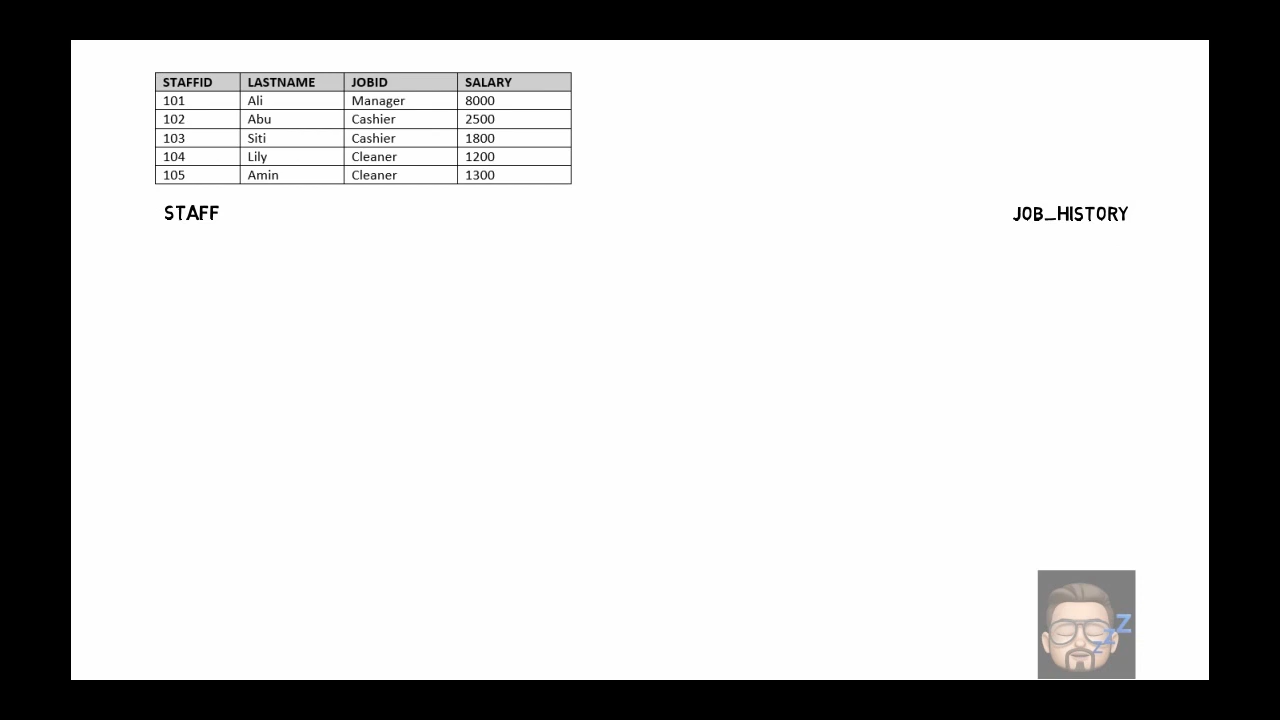 STAFFID LASTNAME JOBID SALARY
101 Ali Manager 8000
102 Abu Cashier 2500
103 Siti Cashier 1800
104 Lily Cleaner 1200
105 Amin Cleaner 1300
STAFF JOB_HISTORY
Z Z Z